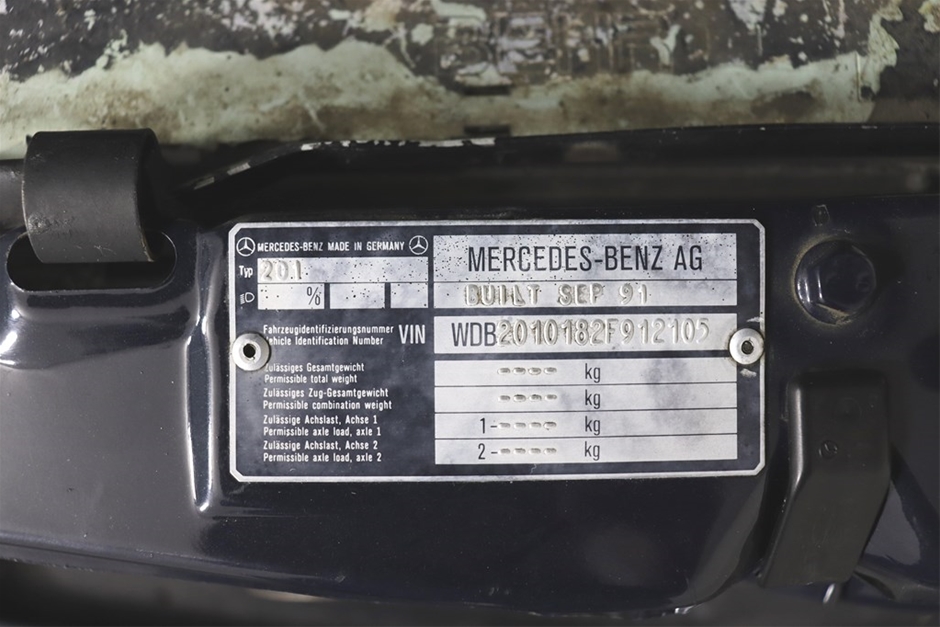 MERCEDES-BENZ MADE IN GERMANY
Typ 201
%
MERCEDES-BENZ AG
BUILT SEP 91
Fahrzeugidentifizierungsnummer
Vehicle Identification Number
VIN
WDB2010182F912105
Zulässiges Gesamtgewicht
Permissible total weight
---- kg
Zulässiges Zug-Gesamtgewicht
Permissible combination weight
---- kg
Zulässige Achslast, Achse 1
Permissible axle load, axle 1
1----- kg
Zulässige Achslast, Achse 2
Permissible axle load, axle 2
2----- kg